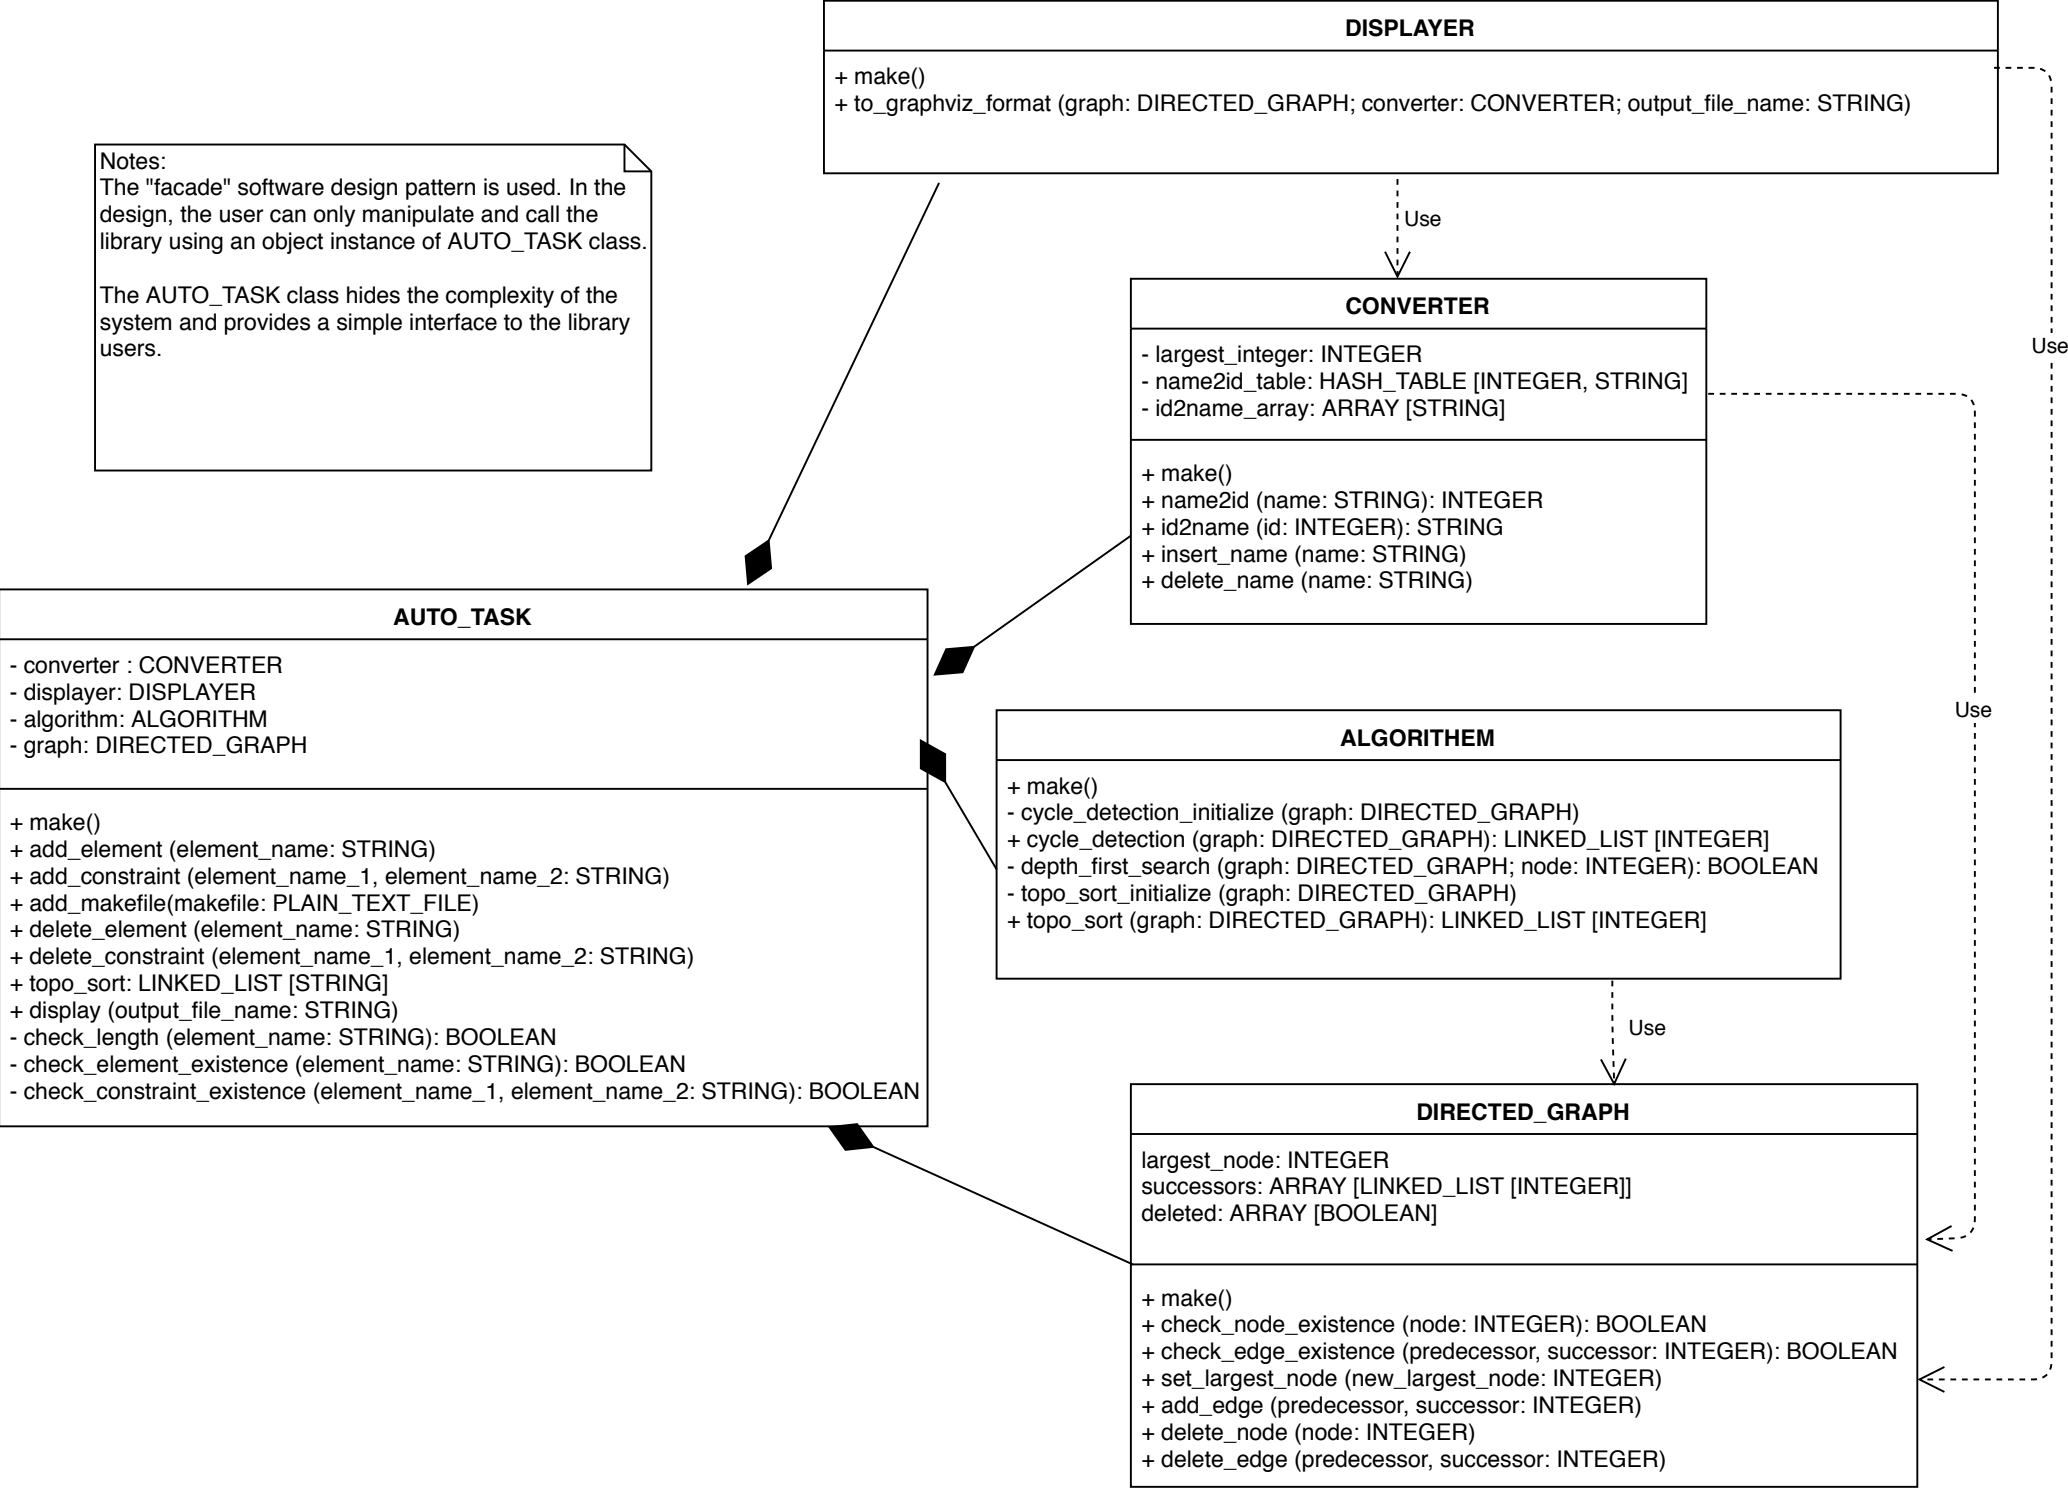 DISPLAYER
+ make()
+ to_graphviz_format (graph: DIRECTED_GRAPH; converter: CONVERTER; output_file_name: STRING)
Notes:
The "facade" software design pattern is used. In the
design, the user can only manipulate and call the
library using an object instance of AUTO_TASK class.
The AUTO_TASK class hides the complexity of the
system and provides a simple interface to the library
users.
Use
Use
CONVERTER
- largest_integer: INTEGER
- name2id_table: HASH_TABLE [INTEGER, STRING]
- id2name_array: ARRAY [STRING]
+ make()
+ name2id (name: STRING): INTEGER
+ id2name (id: INTEGER): STRING
+ insert_name (name: STRING)
+ delete_name (name: STRING)
Use
AUTO_TASK
- converter : CONVERTER
- displayer: DISPLAYER
- algorithm: ALGORITHM
- graph: DIRECTED_GRAPH
+ make()
+ add_element (element_name: STRING)
+ add_constraint (element_name_1, element_name_2: STRING)
+ add_makefile(makefile: PLAIN_TEXT_FILE)
+ delete_element (element_name: STRING)
+ delete_constraint (element_name_1, element_name_2: STRING)
+ topo_sort: LINKED_LIST [STRING]
+ display (output_file_name: STRING)
- check_length (element_name: STRING): BOOLEAN
- check_element_existence (element_name: STRING): BOOLEAN
- check_constraint_existence (element_name_1, element_name_2: STRING): BOOLEAN
ALGORITHEM
+ make()
- cycle_detection_initialize (graph: DIRECTED_GRAPH)
+ cycle_detection (graph: DIRECTED_GRAPH): LINKED_LIST [INTEGER]
- depth_first_search (graph: DIRECTED_GRAPH; node: INTEGER): BOOLEAN
- topo_sort_initialize (graph: DIRECTED_GRAPH)
+ topo_sort (graph: DIRECTED_GRAPH): LINKED_LIST [INTEGER]
Use
DIRECTED_GRAPH
largest_node: INTEGER
successors: ARRAY [LINKED_LIST [INTEGER]]
deleted: ARRAY [BOOLEAN]
+ make()
+ check_node_existence (node: INTEGER): BOOLEAN
+ check_edge_existence (predecessor, successor: INTEGER): BOOLEAN
+ set_largest_node (new_largest_node: INTEGER)
+ add_edge (predecessor, successor: INTEGER)
+ delete_node (node: INTEGER)
+ delete_edge (predecessor, successor: INTEGER)